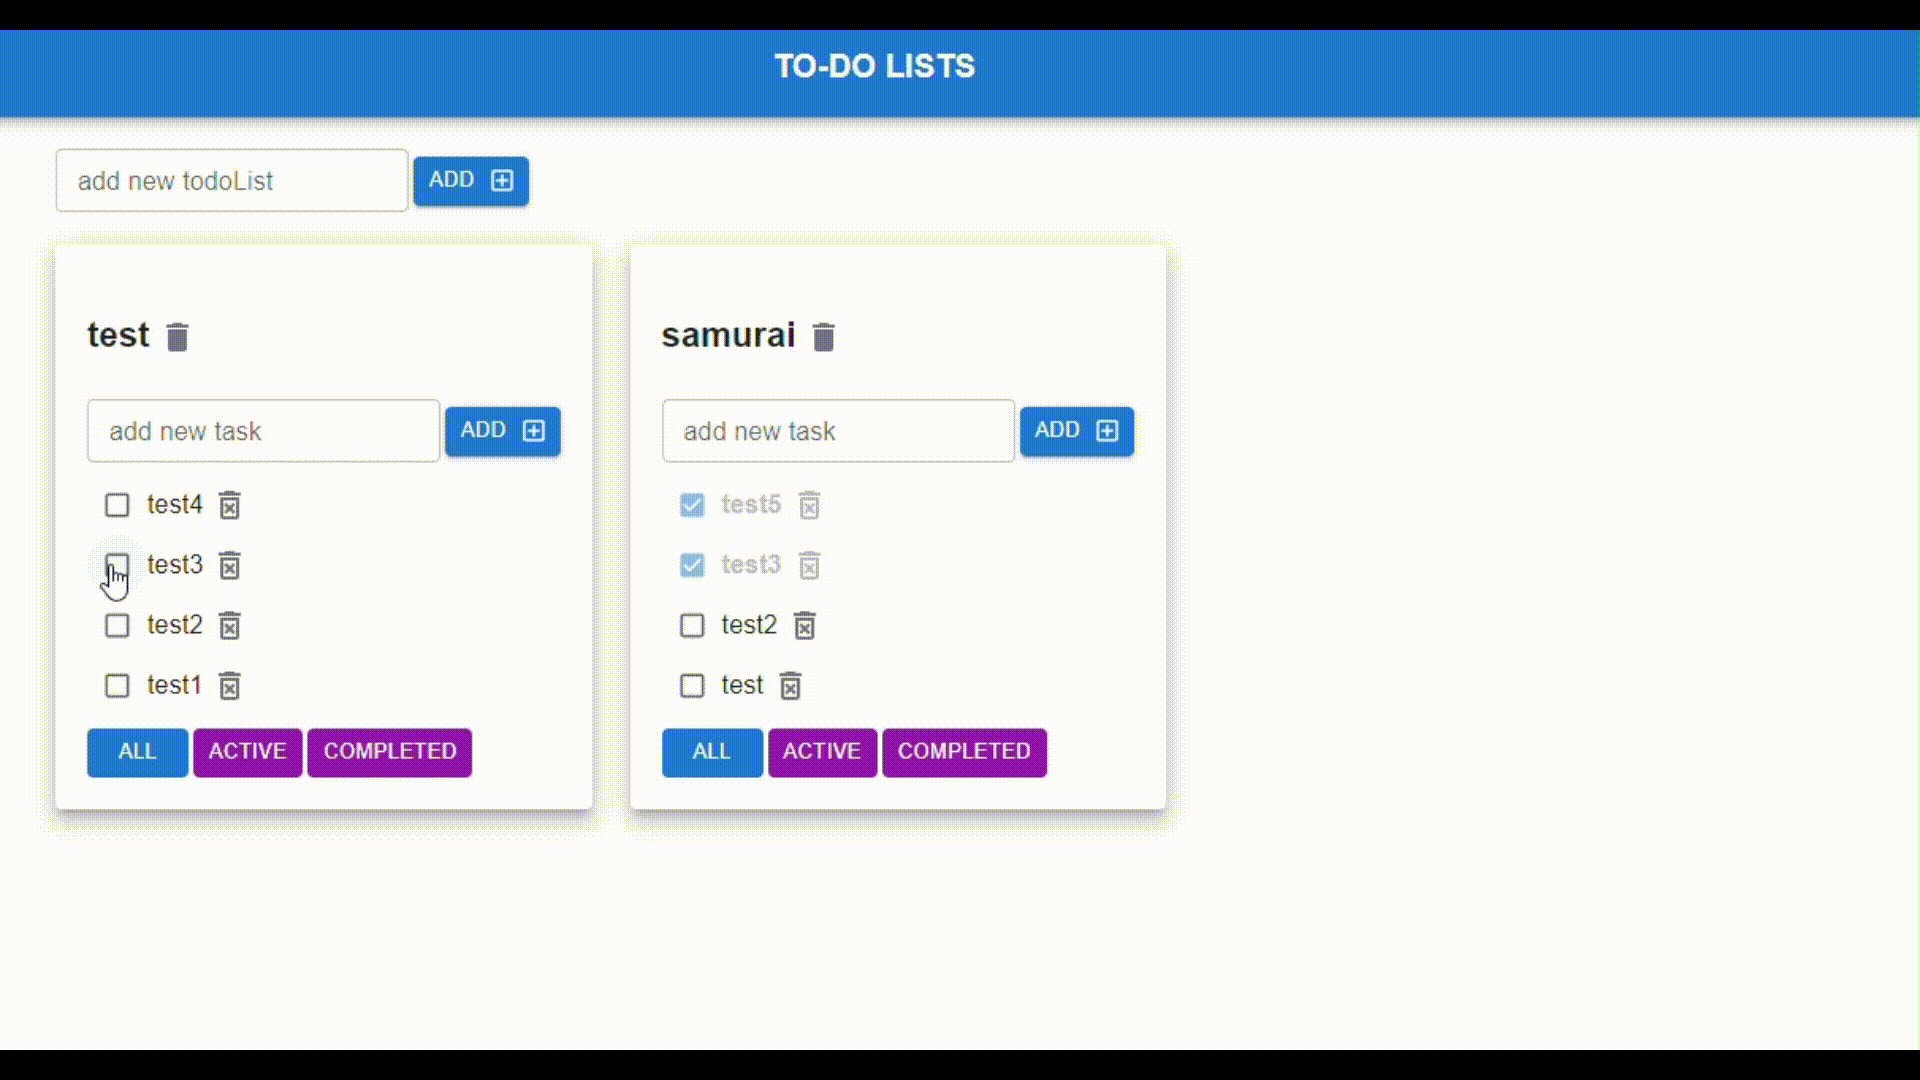 TO-DO LISTS
add new todoList
ADD
test
add new task
ADD
test4
test3
test2
test1
ALL
ACTIVE
COMPLETED
samurai
add new task
ADD
test5
test3
test2
test
ALL
ACTIVE
COMPLETED